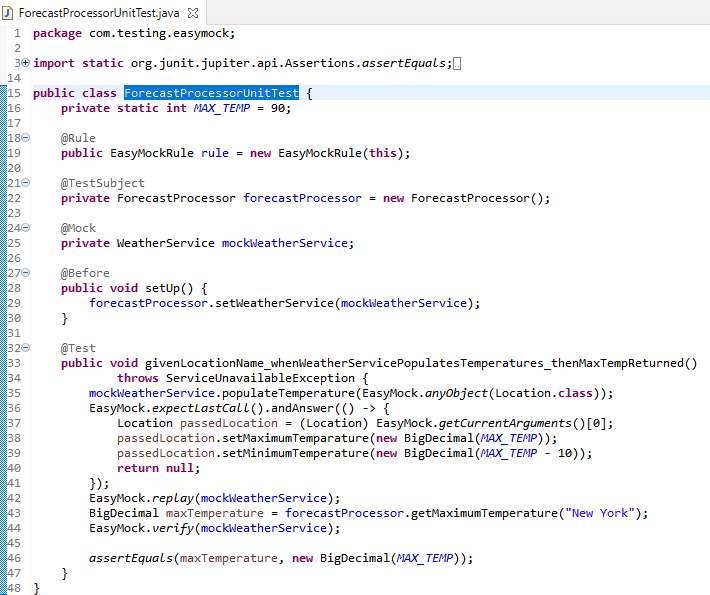 ForecastProcessorUnitTest.java
1 package com.testing.easymock;
2
3 import static org.junit.jupiter.api.Assertions.assertEquals;
14
15 public class ForecastProcessorUnitTest {
16     private static int MAX_TEMP = 90;
17
18     @Rule
19     public EasyMockRule rule = new EasyMockRule(this);
20
21     @TestSubject
22     private ForecastProcessor forecastProcessor = new ForecastProcessor();
23
24     @Mock
25     private WeatherService mockWeatherService;
26
27     @Before
28     public void setUp() {
29         forecastProcessor.setWeatherService(mockWeatherService);
30     }
31
32     @Test
33     public void givenLocationName_whenWeatherServicePopulatesTemperatures_thenMaxTempReturned()
34             throws ServiceUnavailableException {
35         mockWeatherService.populateTemperature(EasyMock.anyObject(Location.class));
36         EasyMock.expectLastCall().andAnswer(() -> {
37             Location passedLocation = (Location) EasyMock.getCurrentArguments()[0];
38             passedLocation.setMaximumTemparature(new BigDecimal(MAX_TEMP));
39             passedLocation.setMinimumTemperature(new BigDecimal(MAX_TEMP - 10));
40             return null;
41         });
42         EasyMock.replay(mockWeatherService);
43         BigDecimal maxTemperature = forecastProcessor.getMaximumTemperature("New York");
44         EasyMock.verify(mockWeatherService);
45
46         assertEquals(maxTemperature, new BigDecimal(MAX_TEMP));
47     }
48 }